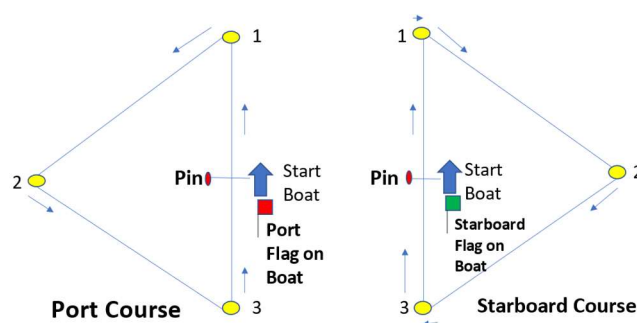 1
2
Pin
Start
Boat
Port
Flag on
Boat
3
Port Course
1
2
Pin
Start
Boat
Starboard
Flag on
Boat
3
Starboard Course